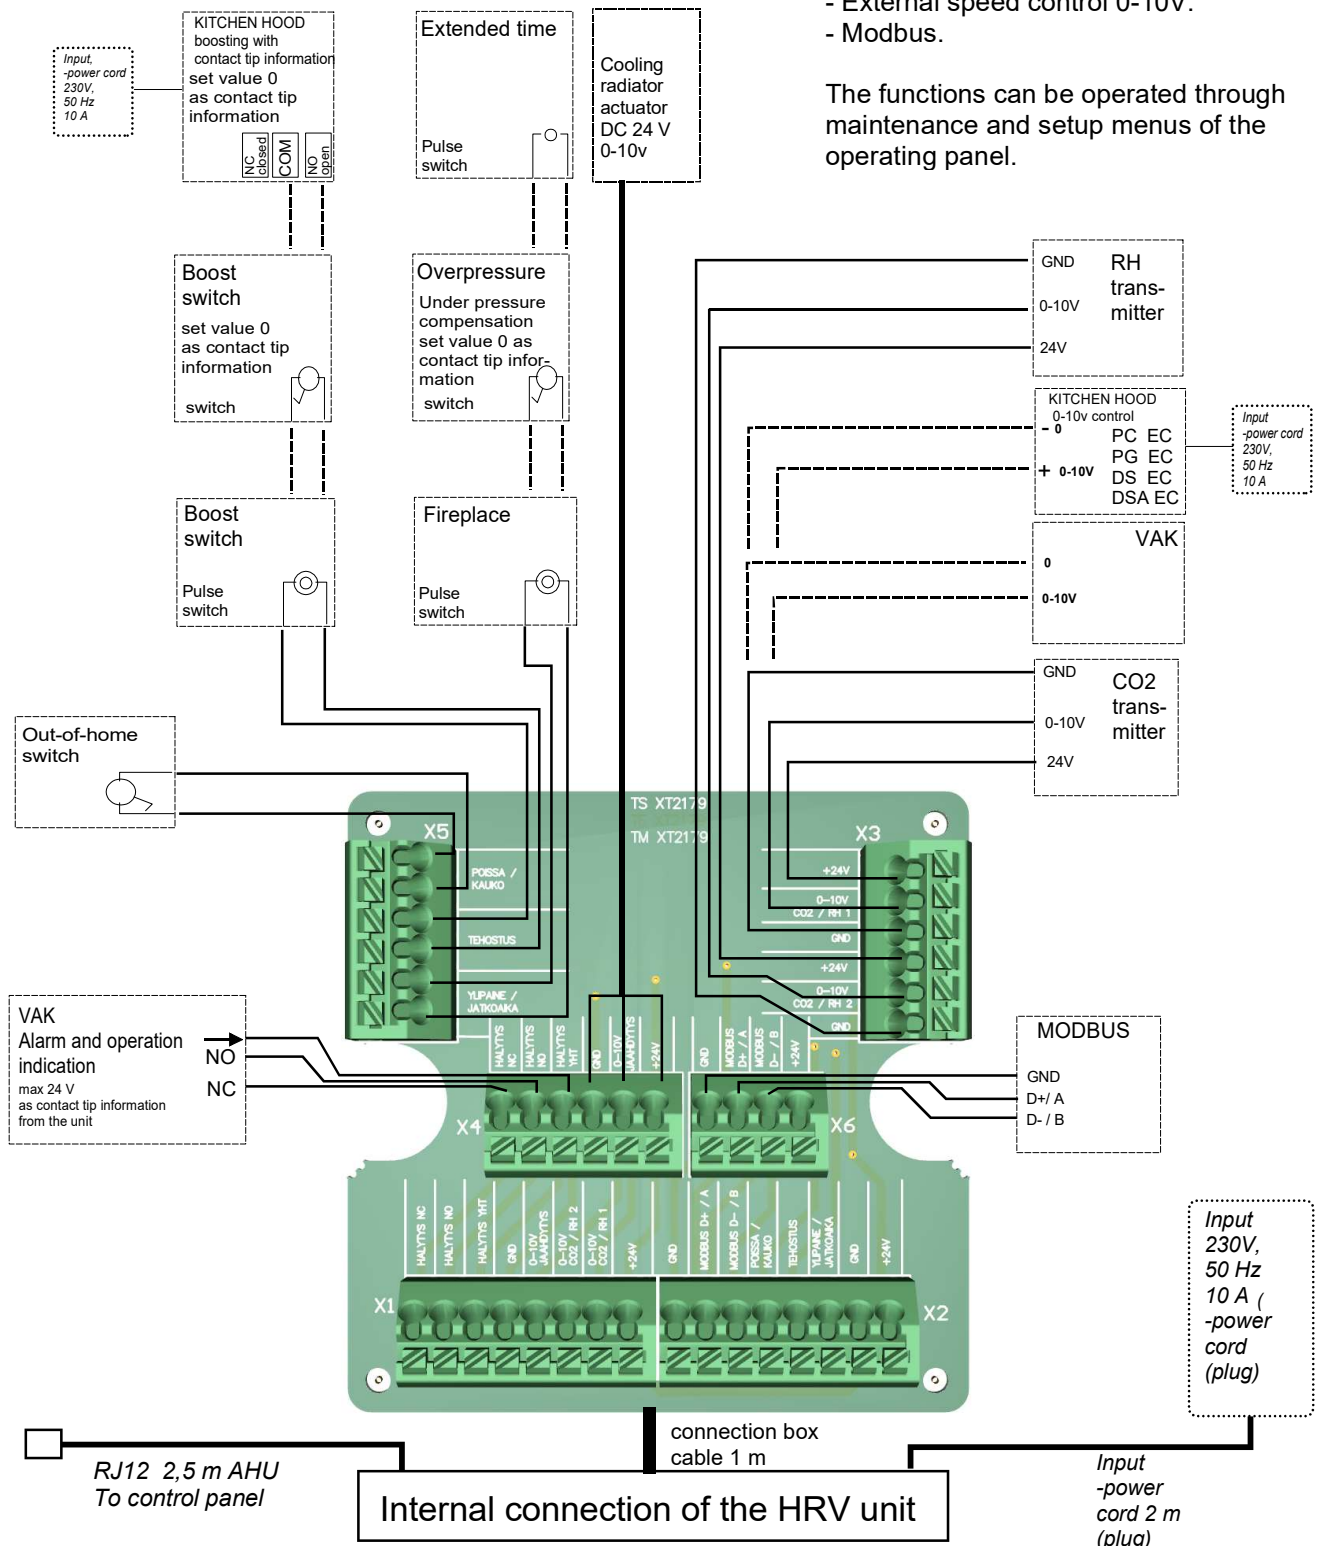 - External speed control 0-10V.
- Modbus.
The functions can be operated through
maintenance and setup menus of the
operating panel.
Input,
-power cord
230V,
50 Hz
10 A
KITCHEN HOOD
boosting with
contact tip information
set value 0
as contact tip
information
NC
closed
COM
NO
open
Extended time
Pulse
switch
Cooling
radiator
actuator
DC 24 V
0-10v
Boost
switch
set value 0
as contact tip
information
switch
Overpressure
Under pressure
compensation
set value 0 as
contact tip infor-
mation
switch
GND
0-10V
24V
RH
trans-
mitter
KITCHEN HOOD
0-10v control
- 0
+ 0-10V
PC EC
PG EC
DS EC
DSA EC
Input
-power cord
230V,
50 Hz
10 A
Boost
switch
Pulse
switch
Fireplace
Pulse
switch
VAK
0
0-10V
GND
0-10V
24V
CO2
trans-
mitter
Out-of-home
switch
TS XT2179
TM XT2179
X5
POISSA /
KAUKO
TEHOSTUS
YLIPAINE /
JATKOAIKA
X3
+24V
0-10V
CO2 / RH 1
GND
+24V
0-10V
CO2 / RH 2
GND
VAK
Alarm and operation
indication
max 24 V
as contact tip information
from the unit
NO
NC
HALYTYS
NC
HALYTYS
NO
HALYTYS
YHT
GND
0-10V
JAAHDYTYS
+24V
X4
GND
MODBUS
D+ / A
MODBUS
D- / B
+24V
X6
MODBUS
GND
D+/ A
D- / B
HALYTYS NC
HALYTYS NO
HALYTYS YHT
GND
0-10V
JAAHDYTYS
0-10V
CO2 / RH 2
0-10V
CO2 / RH 1
+24V
GND
MODBUS D+ / A
MODBUS D- / B
POISSA /
KAUKO
TEHOSTUS
YLIPAINE /
JATKOAIKA
GND
+24V
X1
X2
Input
230V,
50 Hz
10 A (
-power
cord
(plug)
connection box
cable 1 m
RJ12 2,5 m AHU
To control panel
Internal connection of the HRV unit
Input
-power
cord 2 m
(plug)